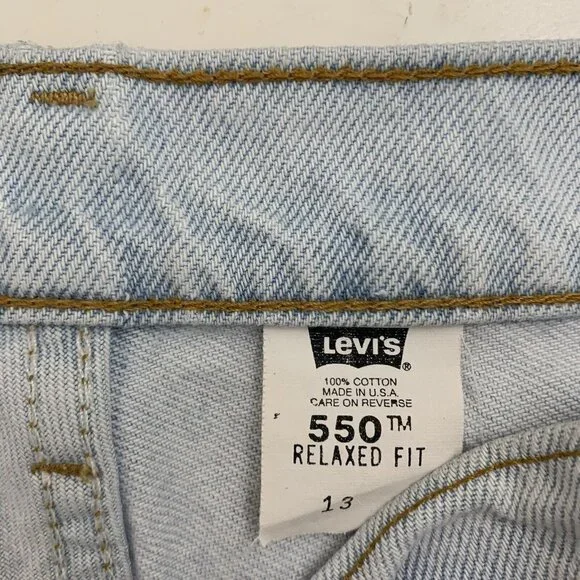 Levi's ®
100% COTTON
MADE IN U.S.A.
CARE ON REVERSE
550™
RELAXED FIT
13